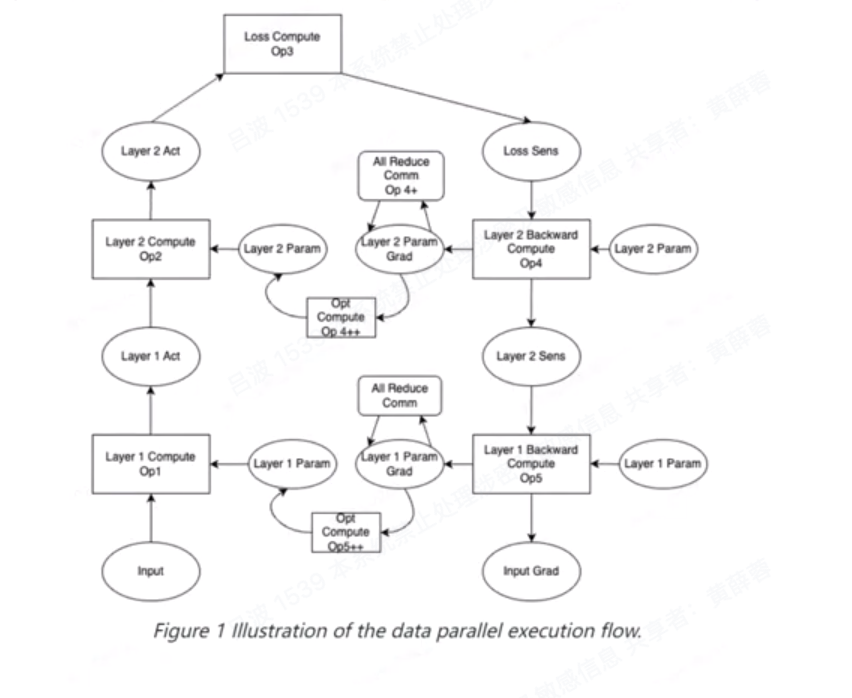 Loss Compute
Op3
Layer 2 Act
All Reduce
Comm
Op 4+
Loss Sens
Layer 2 Compute
Op2
Layer 2 Param
Layer 2 Param
Grad
Layer 2 Backward
Compute
Op4
Layer 2 Param
Opt
Compute
Op 4++
Layer 1 Act
Layer 2 Sens
All Reduce
Comm
Layer 1 Compute
Op1
Layer 1 Param
Layer 1 Param
Grad
Layer 1 Backward
Compute
Op5
Layer 1 Param
Opt
Compute
Op5++
Input
Input Grad
Figure 1 Illustration of the data parallel execution flow.